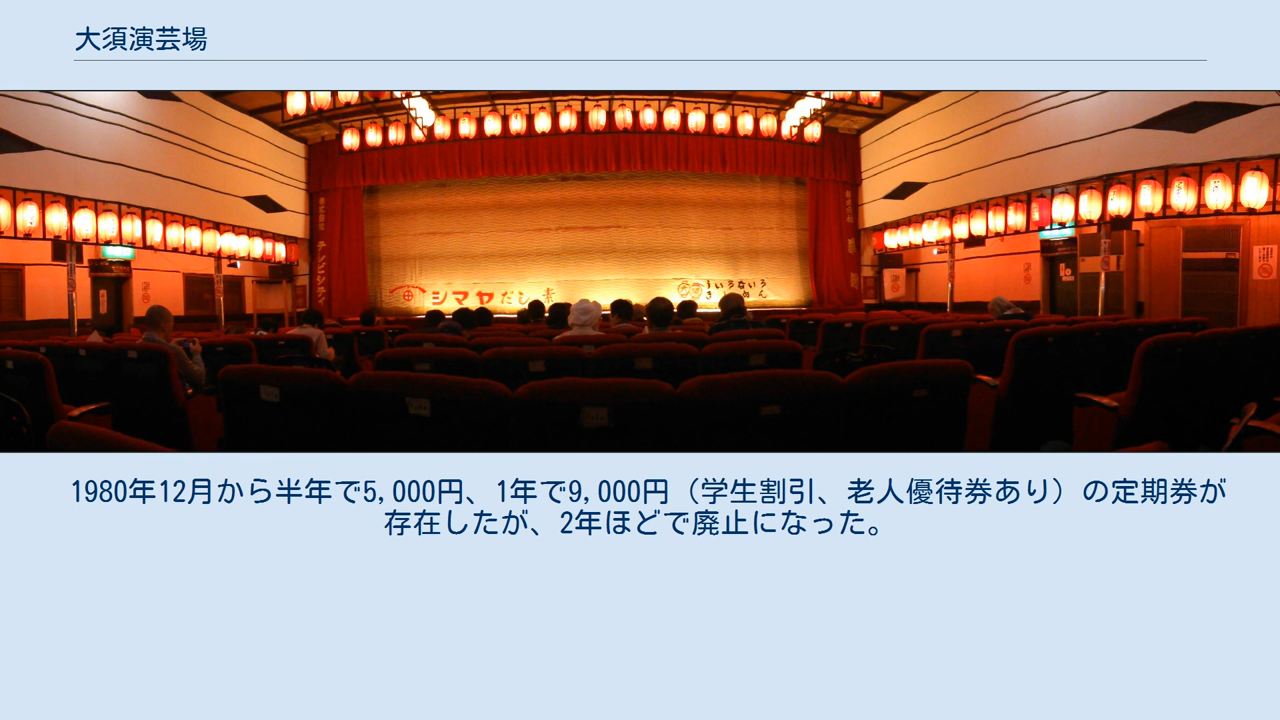 大須演芸場
シマヤだし
1980年12月から半年で5,000円、1年で9,000円（学生割引、老人優待券あり）の定期券が
存在したが、2年ほどで廃止になった。